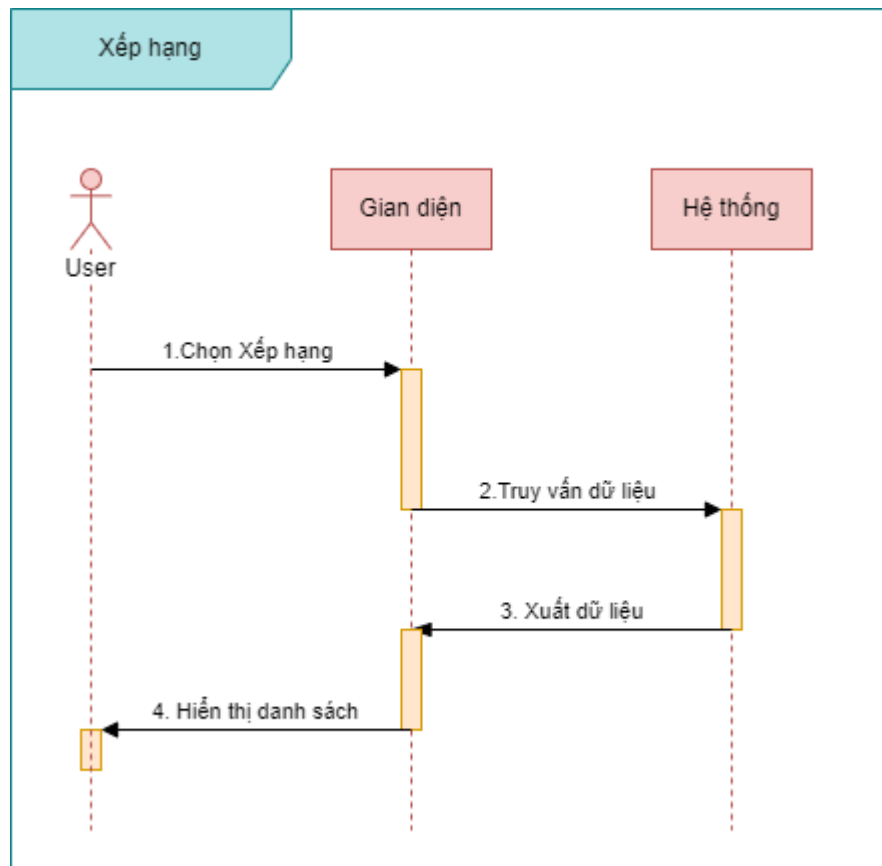 Xếp hạng
User
Gian diện
Hệ thống
1.Chọn Xếp hạng
2.Truy vấn dữ liệu
3. Xuất dữ liệu
4. Hiển thị danh sách